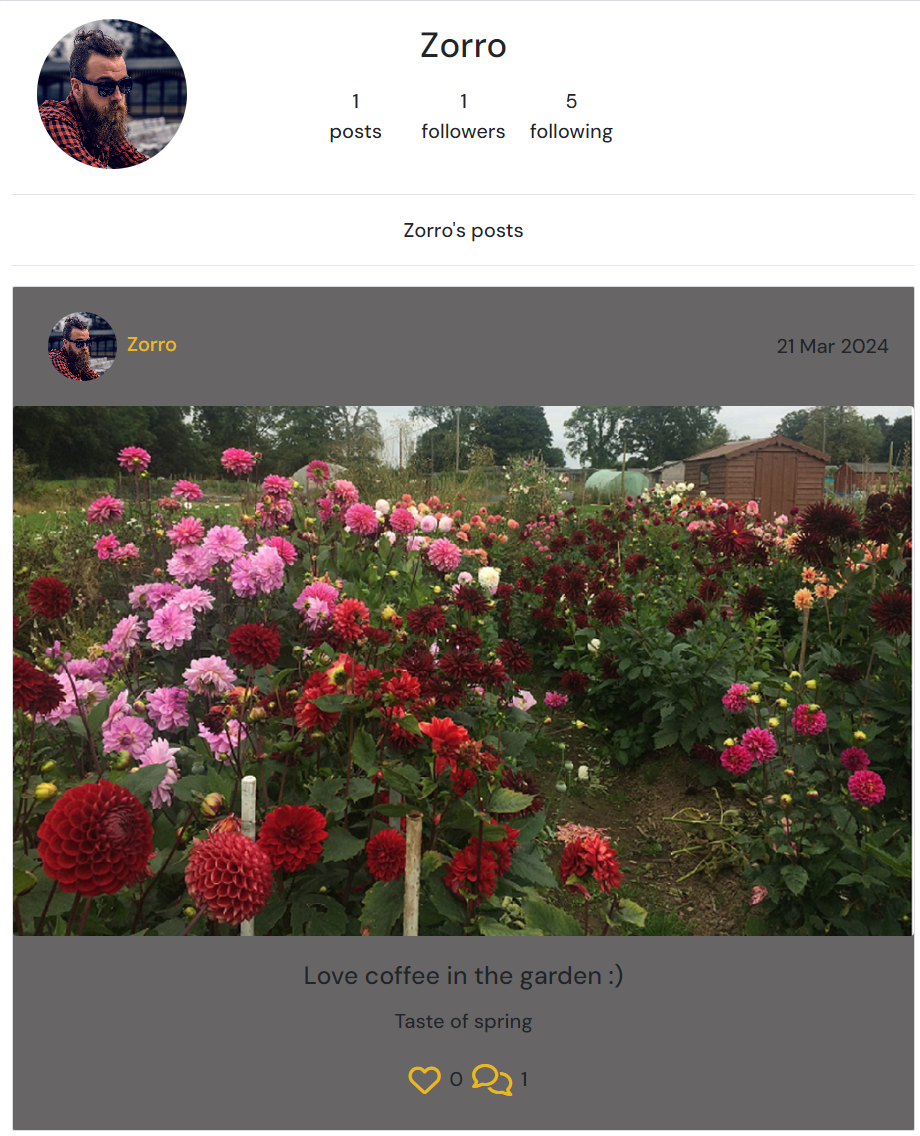 Zorro
1 1 5
posts followers following
Zorro's posts
Zorro 21 Mar 2024
Love coffee in the garden :)
Taste of spring
0 1